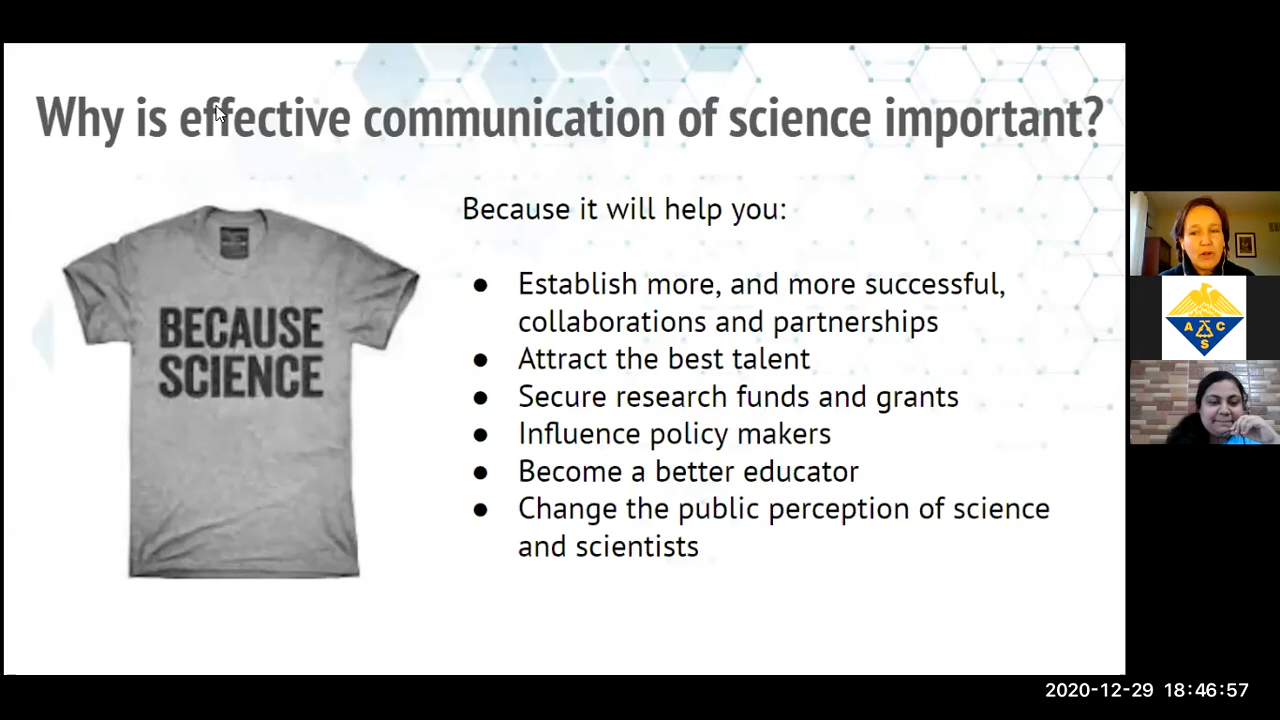 Why is effective communication of science important?
BECAUSE
SCIENCE
Because it will help you:
● Establish more, and more successful,
collaborations and partnerships
● Attract the best talent
● Secure research funds and grants
● Influence policy makers
● Become a better educator
● Change the public perception of science
and scientists
A C
S
2020-12-29 18:46:57